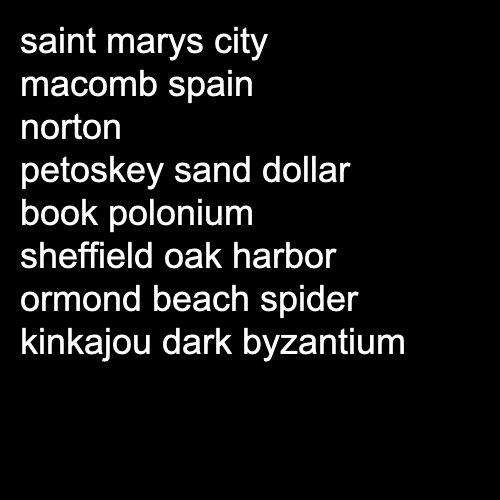 saint marys city
macomb spain
norton
petoskey sand dollar
book polonium
sheffield oak harbor
ormond beach spider
kinkajou dark byzantium